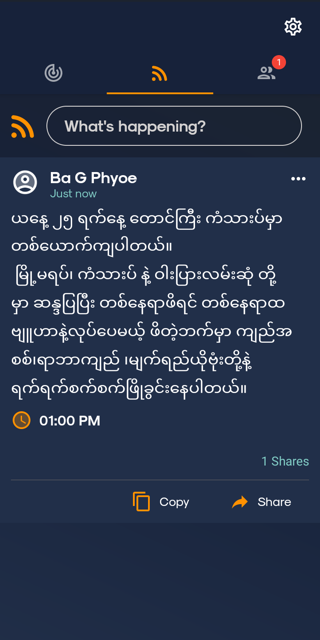 1
What's happening?
Ba G Phyoe
Just now
ယနေ့ ၂၅ ရက်နေ့ တောင်ကြီး ကံသားပ်မှာ
တစ်ယောက်ကျပါတယ်။
မြို့မရပ်၊ ကံသားပ် နဲ့ ဝါးပြားလမ်းဆုံ တို့
မှာ ဆန္ဒပြပြီး တစ်နေရာဖိရင် တစ်နေရာထ
ဗျူဟာနဲ့လုပ်ပေမယ့် ဖိတဲ့ဘက်မှာ ကျည်အ
စစ်၊ရာဘာကျည် ၊မျက်ရည်ယိုဗုံးတို့နဲ့
ရက်ရက်စက်စက်ဖြိုခွင်းနေပါတယ်။
01:00 PM
1 Shares
Copy
Share